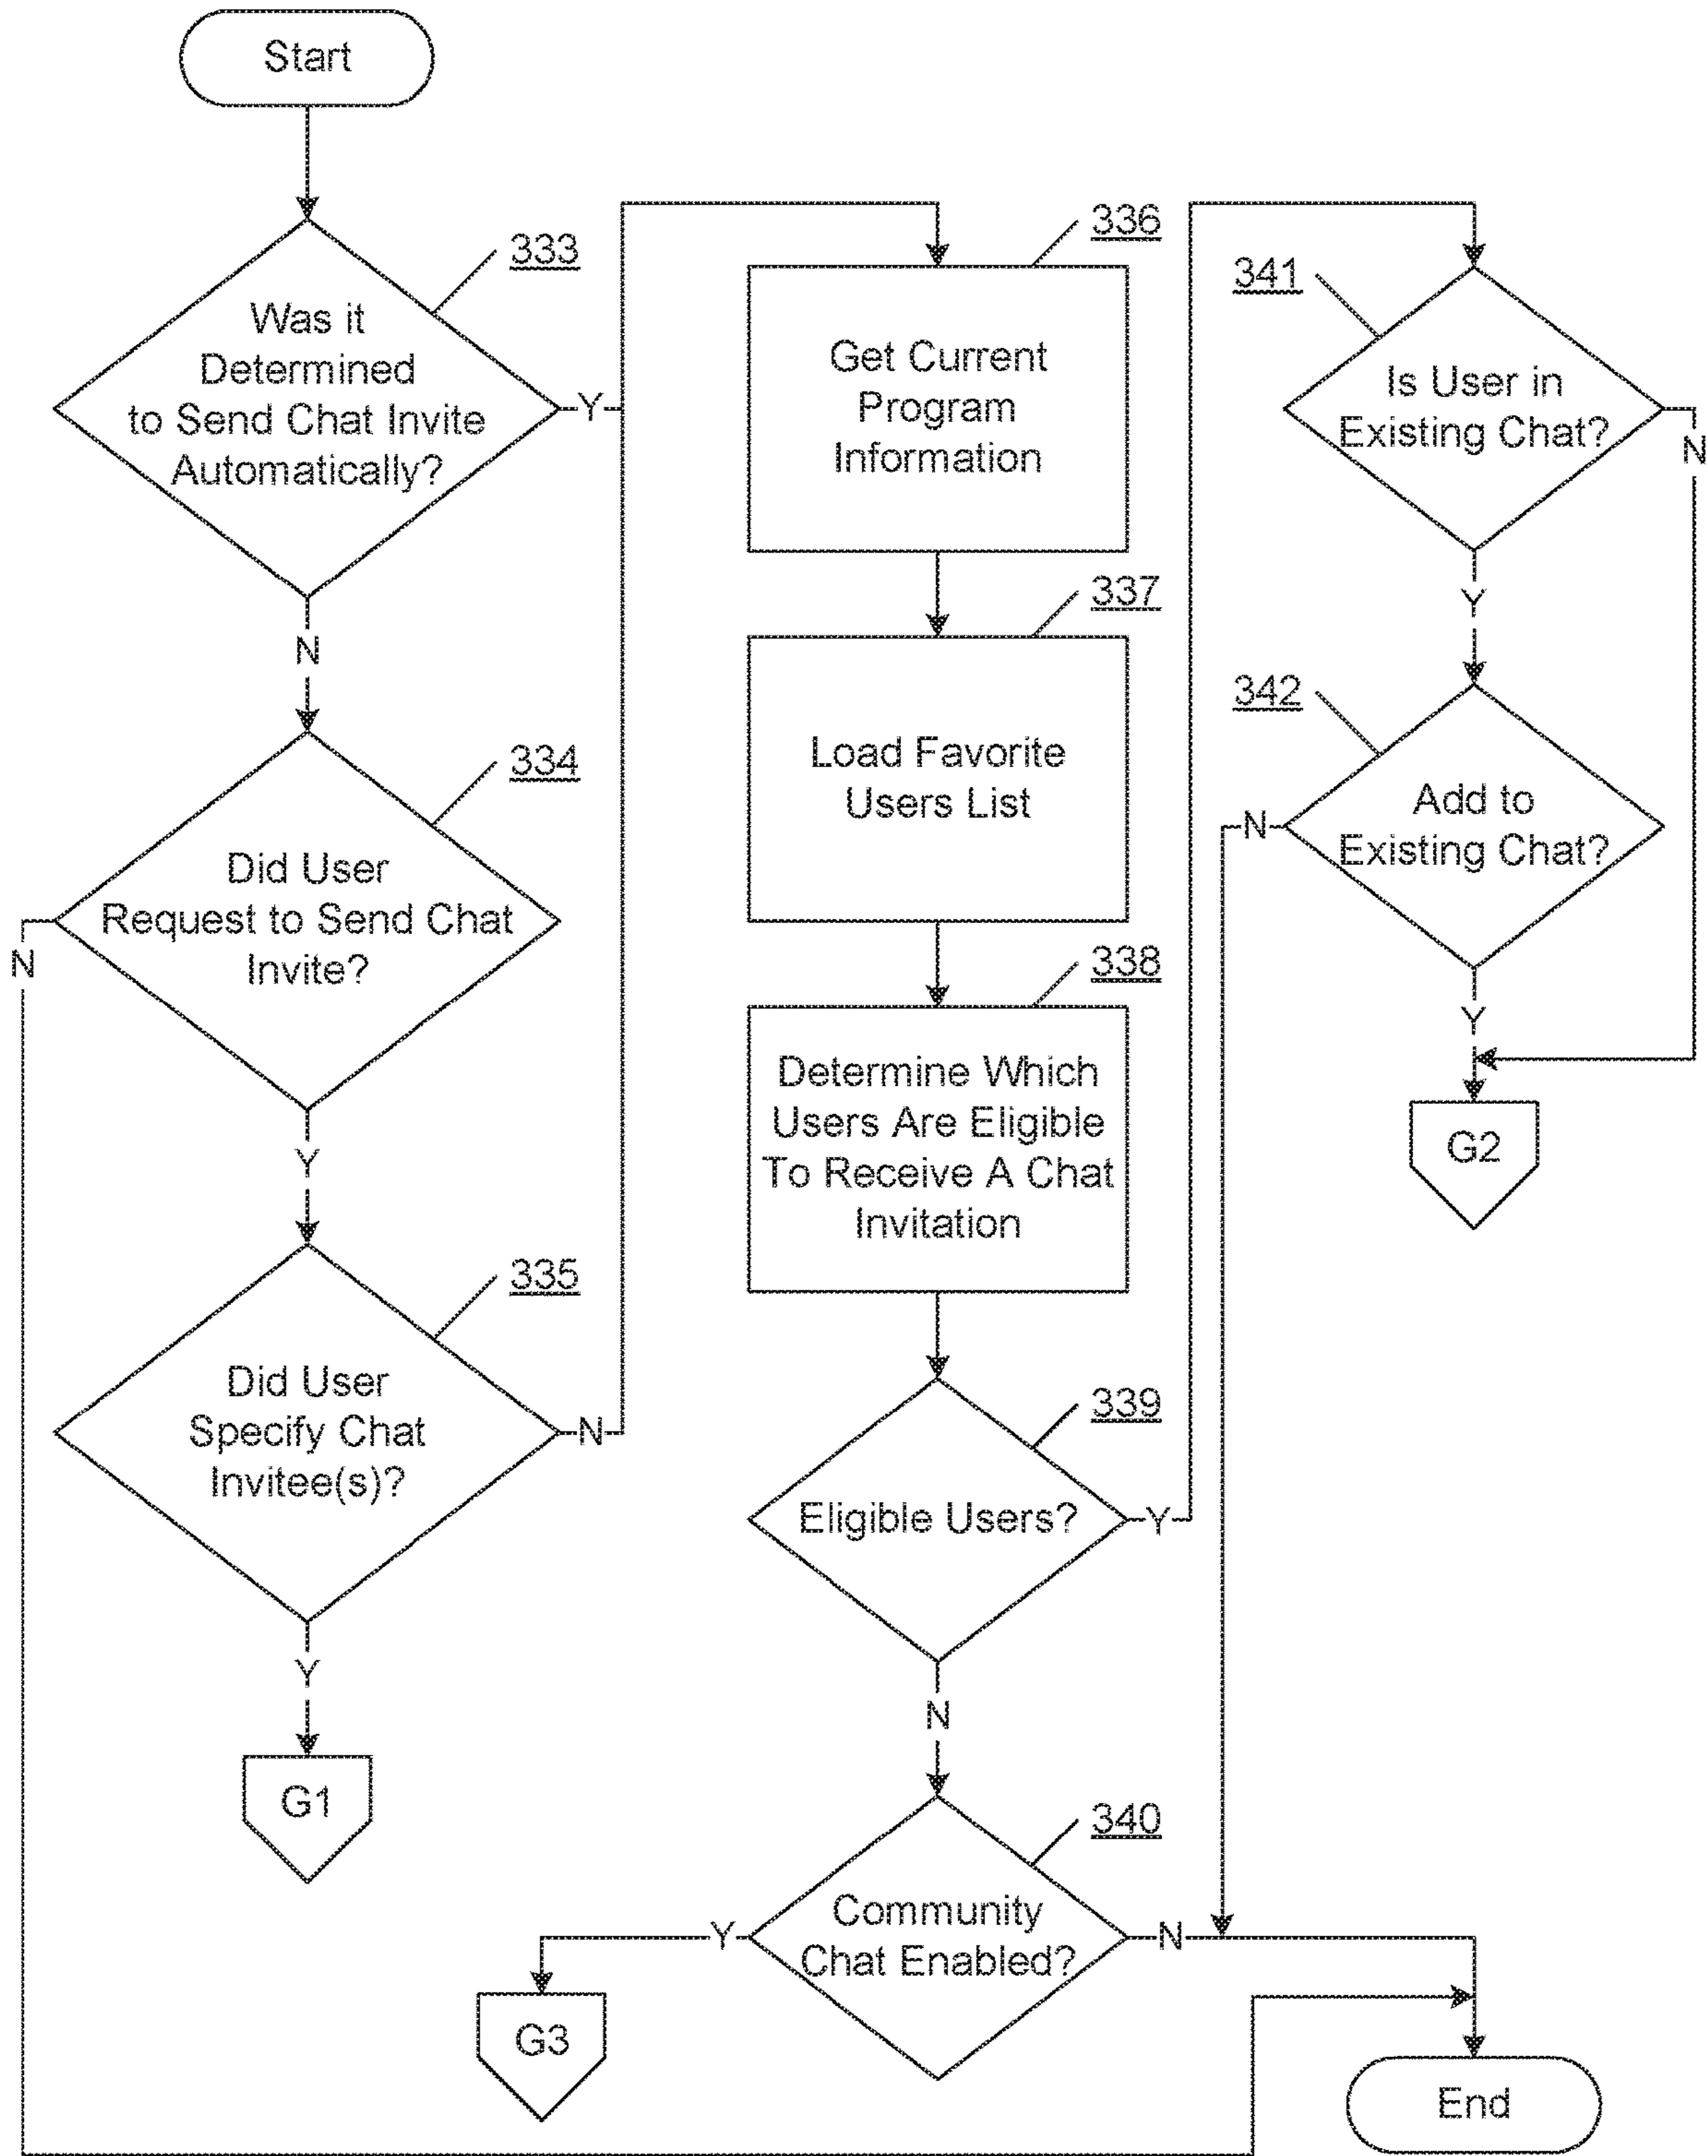 Start
333
Was it
Determined
to Send Chat Invite
Automatically?
Y
N
334
Did User
Request to Send Chat
Invite?
N
Y
335
Did User
Specify Chat
Invitee(s)?
N
Y
G1
336
Get Current
Program
Information
337
Load Favorite
Users List
338
Determine Which
Users Are Eligible
To Receive A Chat
Invitation
339
Eligible Users?
Y
N
340
Community
Chat Enabled?
Y
N
G3
341
Is User in
Existing Chat?
N
Y
342
Add to
Existing Chat?
N
Y
G2
End